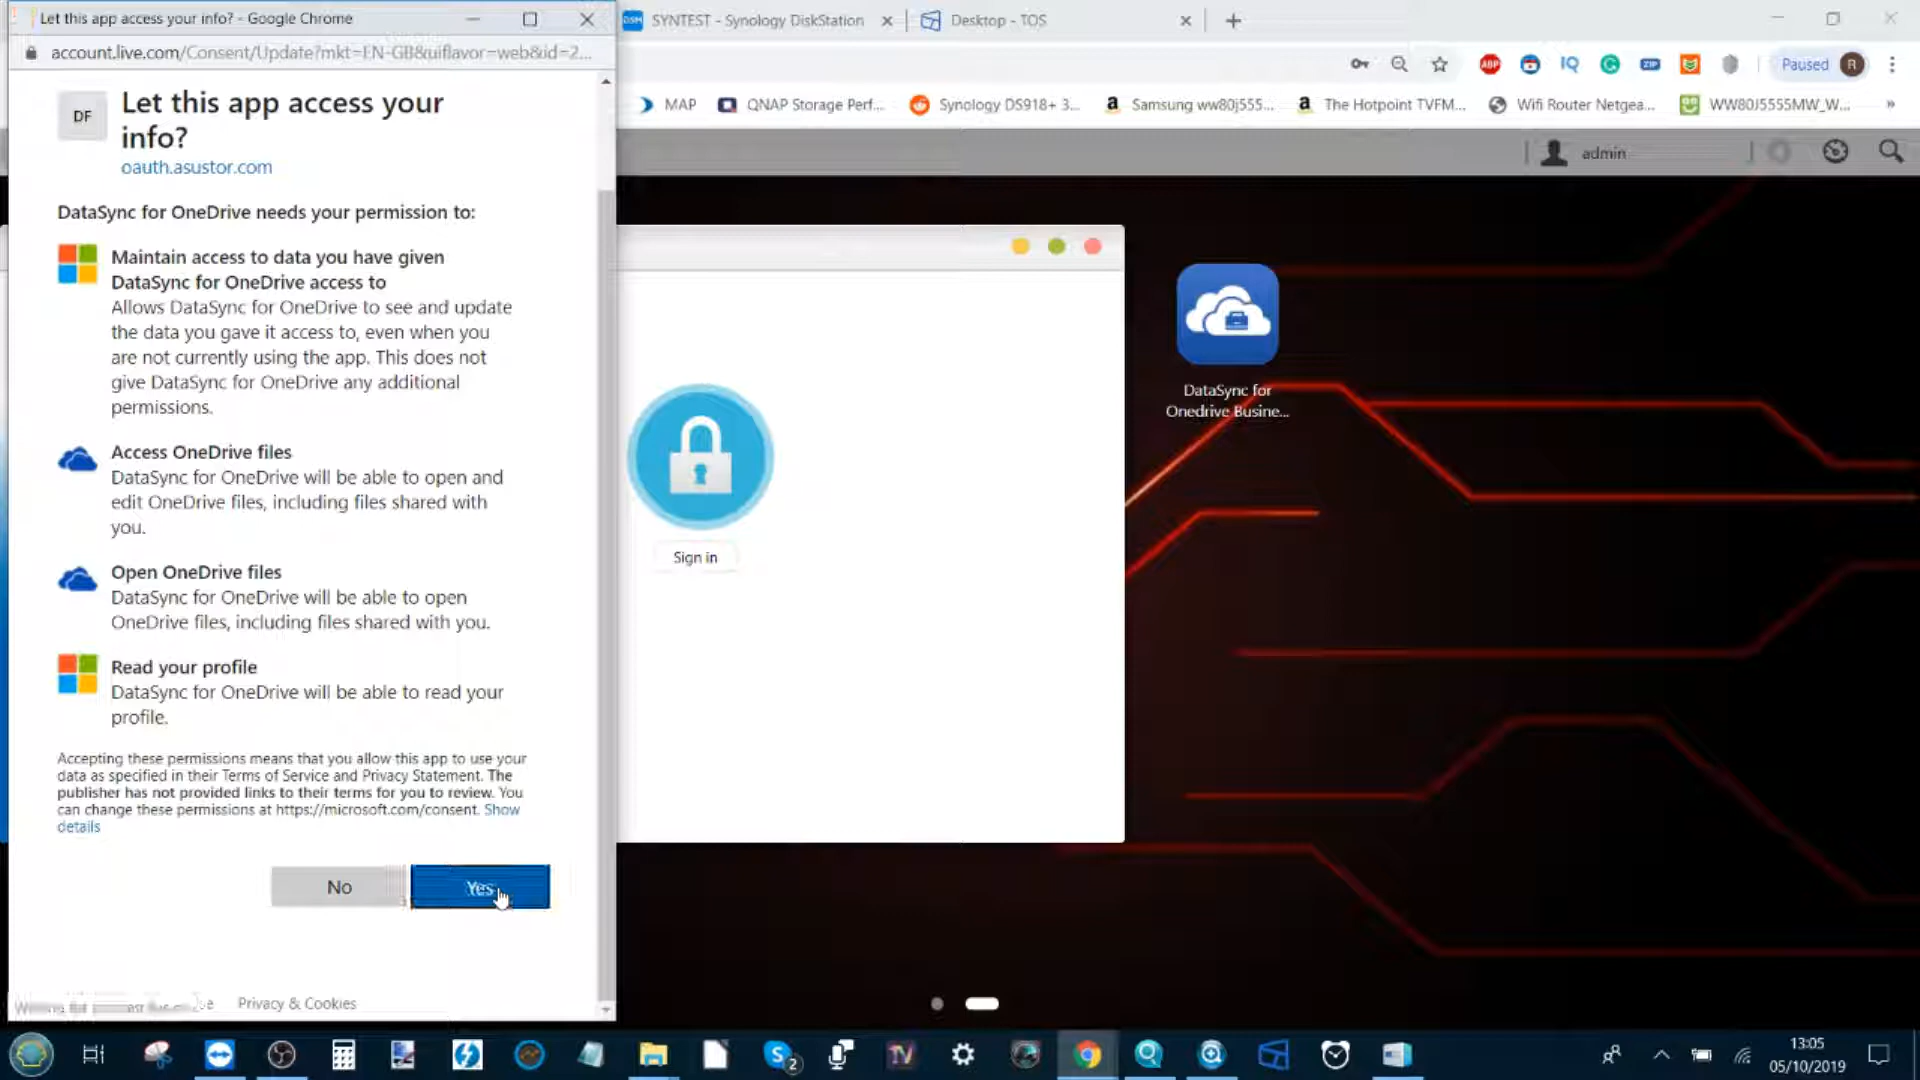 Let this app access your info? - Google Chrome
account.live.com/Consent/Update?mkt=EN-GB&uiflavor=web&id=2...
DF
Let this app access your
info?
oauth.asustor.com
DataSync for OneDrive needs your permission to:
Maintain access to data you have given
DataSync for OneDrive access to
Allows DataSync for OneDrive to see and update
the data you gave it access to, even when you
are not currently using the app. This does not
give DataSync for OneDrive any additional
permissions.
Access OneDrive files
DataSync for OneDrive will be able to open and
edit OneDrive files, including files shared with
you.
Open OneDrive files
DataSync for OneDrive will be able to open
OneDrive files, including files shared with you.
Read your profile
DataSync for OneDrive will be able to read your
profile.
Accepting these permissions means that you allow this app to use your
data as specified in their Terms of Service and Privacy Statement. The
publisher has not provided links to their terms for you to review. You
can change these permissions at https://microsoft.com/consent. Show
details
No
Yes
Privacy & Cookies
DSM
SYNTEST - Synology DiskStation
Desktop - TOS
ABP
IQ
ZIP
Paused
R
MAP
QNAP Storage Perf...
Synology DS918+ 3...
Samsung ww80j555...
The Hotpoint TVFM...
Wifi Router Netgea...
WW80J5555MW_W...
admin
Sign in
DataSync for
Onedrive Busine...
2
TV
13:05
05/10/2019